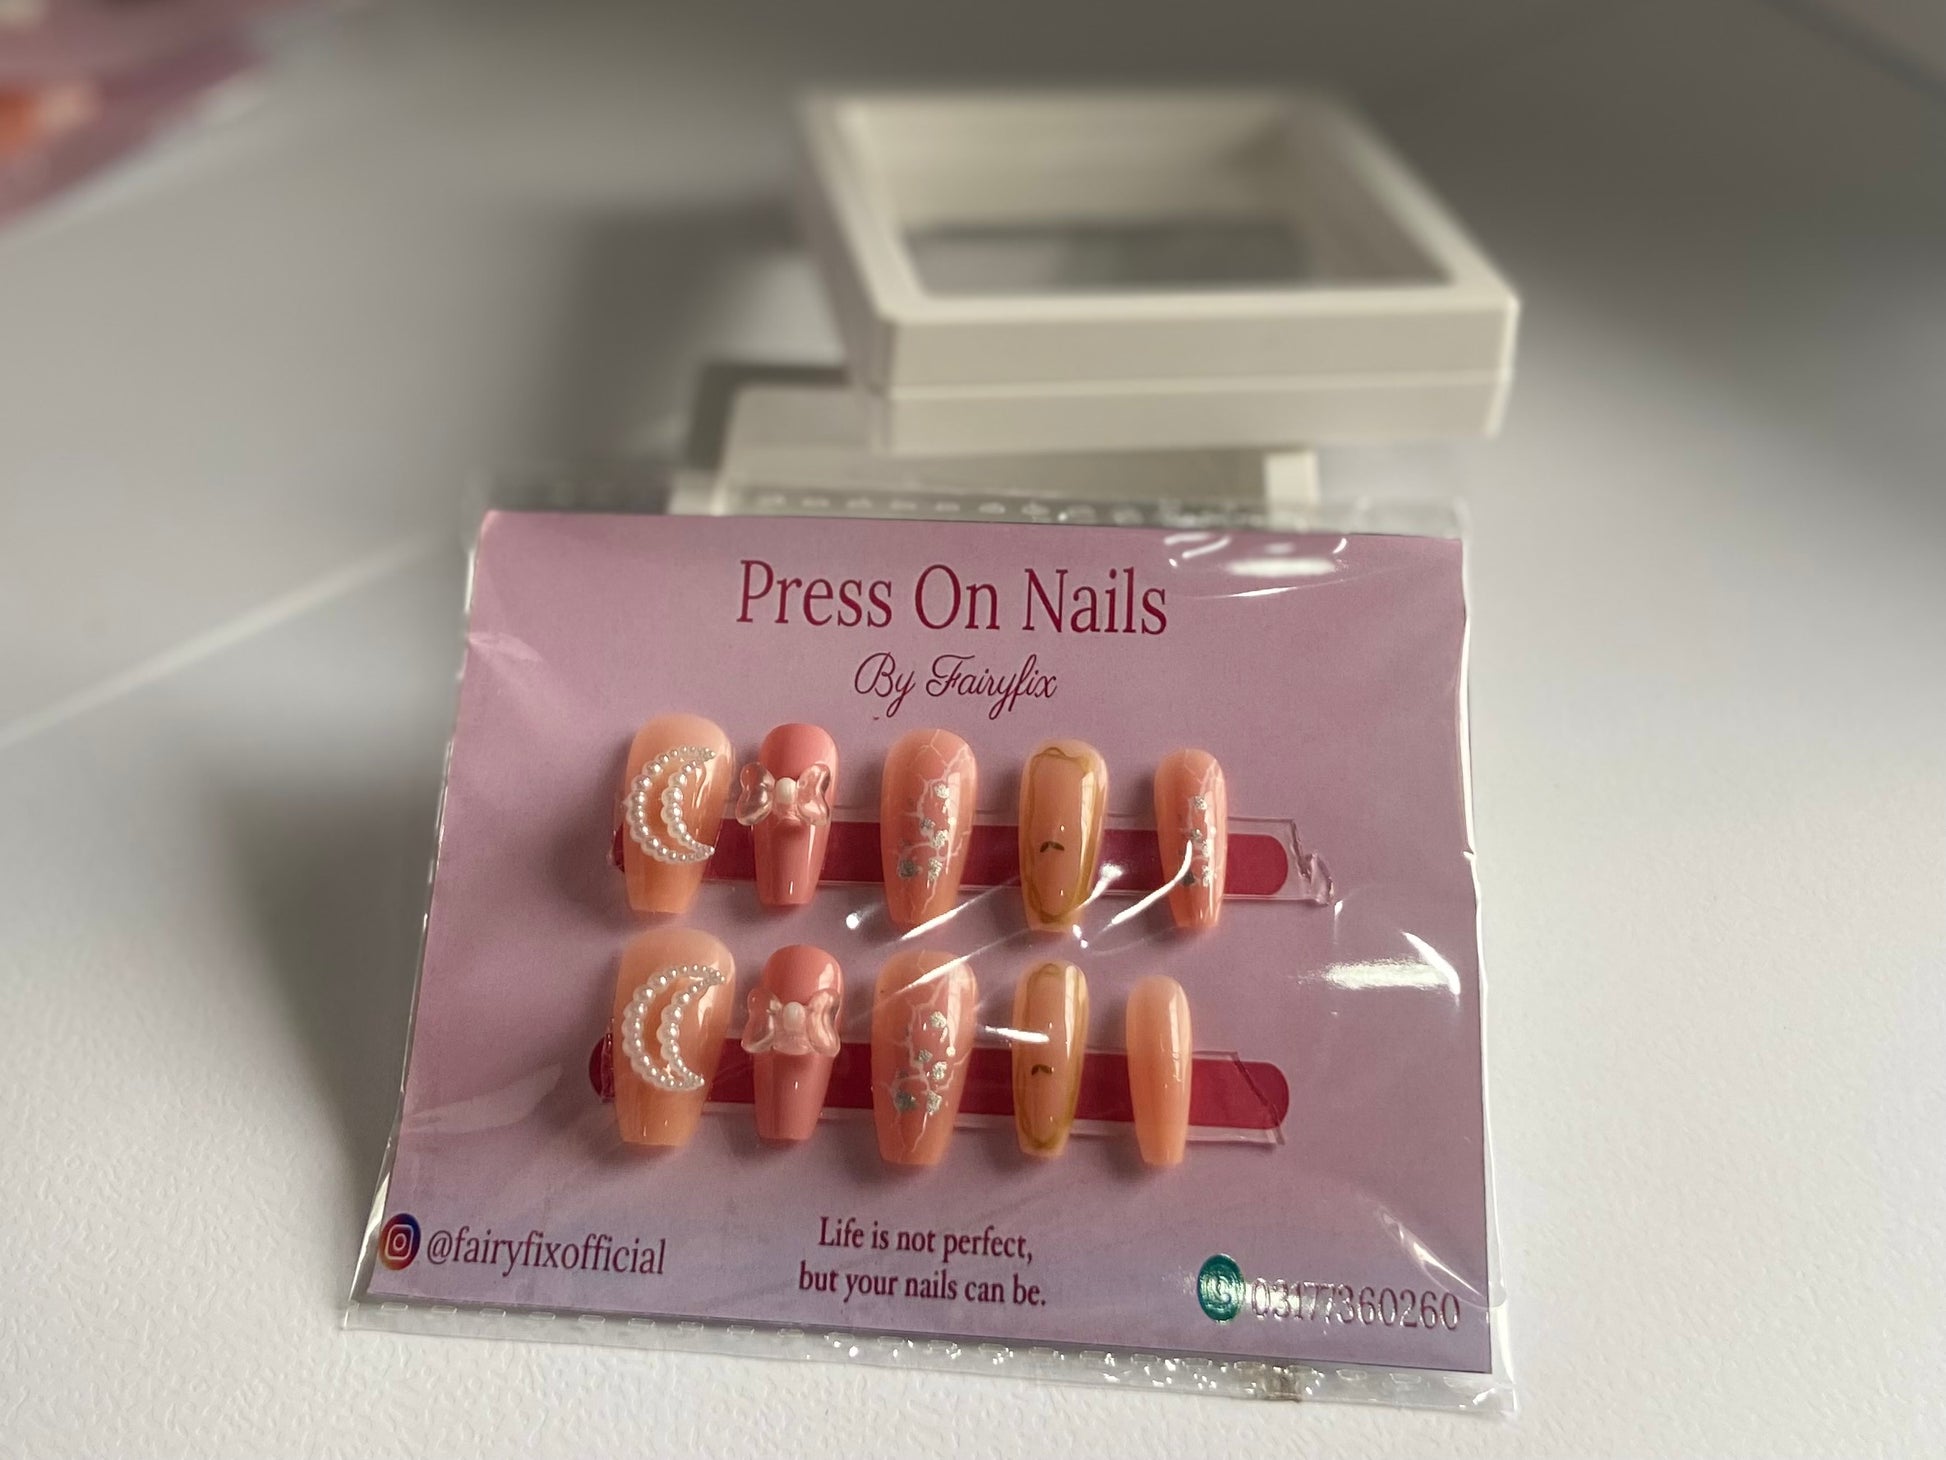 Press On Nails
By Fairyfix
@fairyfixofficial
Life is not perfect,
but your nails can be.
03177360260